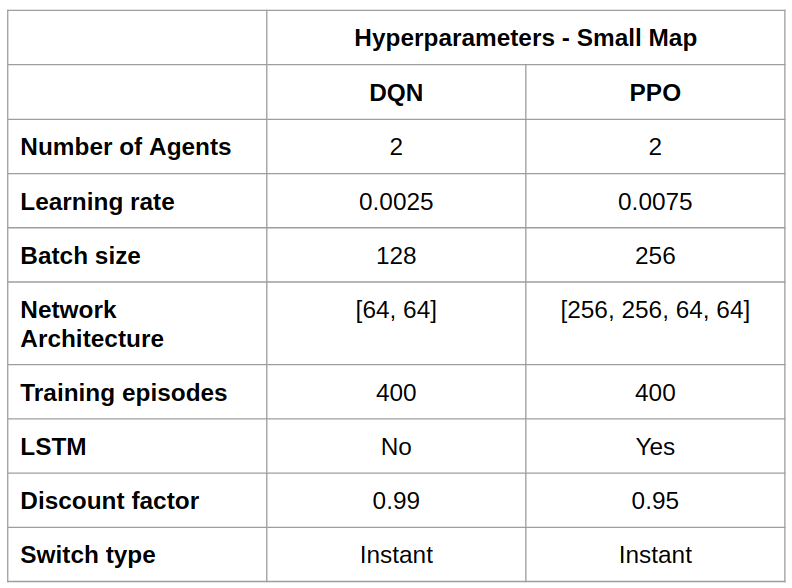 Hyperparameters - Small Map
DQN PPO
Number of Agents 2 2
Learning rate 0.0025 0.0075
Batch size 128 256
Network [64, 64] [256, 256, 64, 64]
Architecture
Training episodes 400 400
LSTM No Yes
Discount factor 0.99 0.95
Switch type Instant Instant